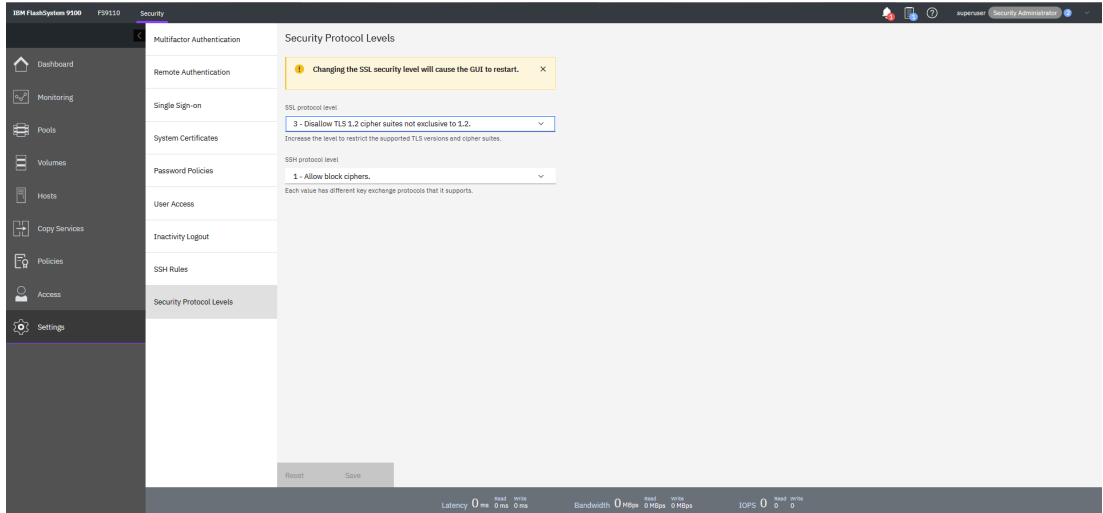 IBM FlashSystem 9100 FS9110 Security
1
5
superuser Security Administrator 2
Dashboard
Monitoring
Pools
Volumes
Hosts
Copy Services
Policies
Access
Settings
Multifactor Authentication
Remote Authentication
Single Sign-on
System Certificates
Password Policies
User Access
Inactivity Logout
SSH Rules
Security Protocol Levels
Security Protocol Levels
Changing the SSL security level will cause the GUI to restart.
SSL protocol level
3 - Disallow TLS 1.2 cipher suites not exclusive to 1.2.
Increase the level to restrict the supported TLS versions and cipher suites.
SSH protocol level
1 - Allow block ciphers.
Each value has different key exchange protocols that it supports.
Reset Save
Latency 0 ms Read 0 ms Write 0 ms
Bandwidth 0 MBps Read 0 MBps Write 0 MBps
IOPS 0 Read 0 Write 0